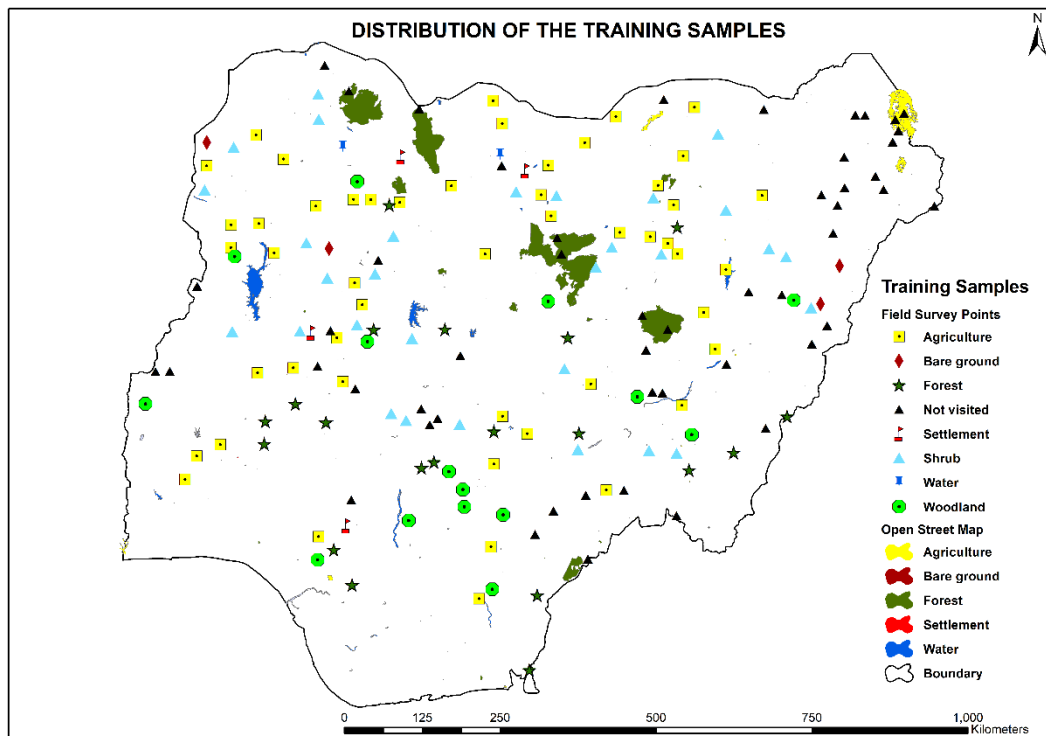 DISTRIBUTION OF THE TRAINING SAMPLES
N
Training Samples
Field Survey Points
Agriculture
Bare ground
Forest
Not visited
Settlement
Shrub
Water
Woodland
Open Street Map
Agriculture
Bare ground
Forest
Settlement
Water
Boundary
0 125 250 500 750 1,000
Kilometers